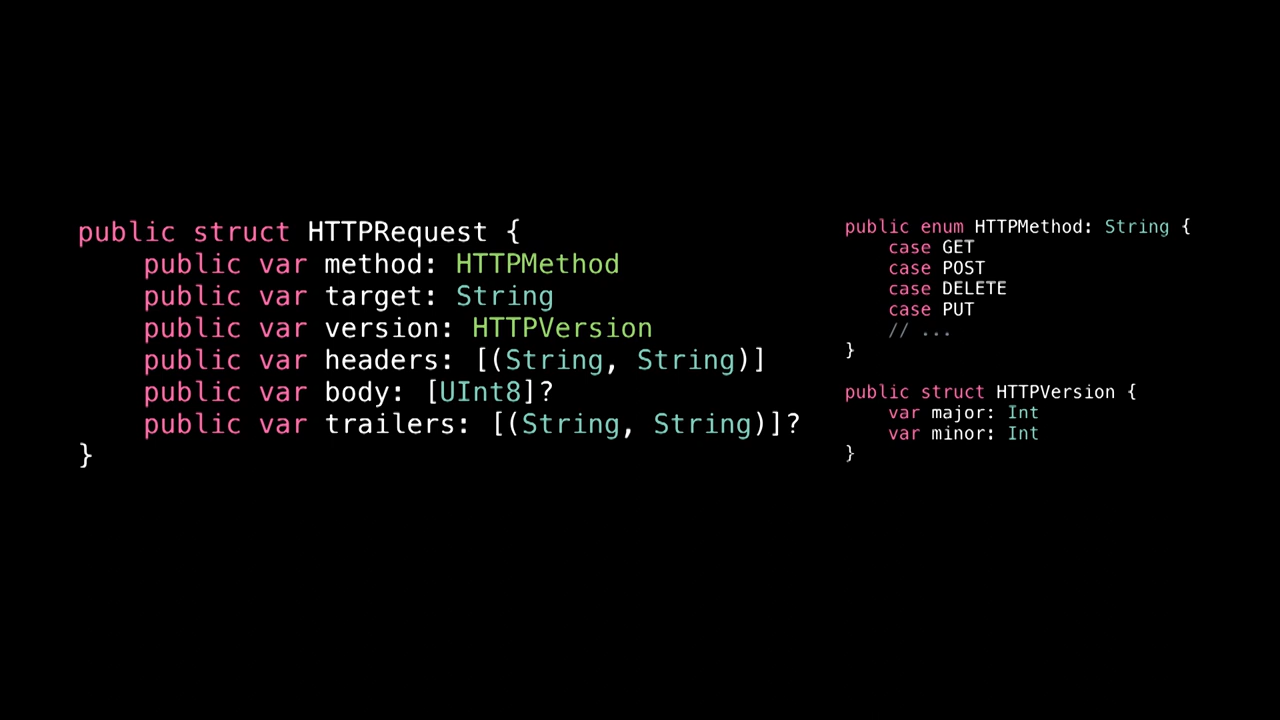 public struct HTTPRequest {
    public var method: HTTPMethod
    public var target: String
    public var version: HTTPVersion
    public var headers: [(String, String)]
    public var body: [UInt8]?
    public var trailers: [(String, String)]?
}
public enum HTTPMethod: String {
    case GET
    case POST
    case DELETE
    case PUT
    // ...
}
public struct HTTPVersion {
    var major: Int
    var minor: Int
}